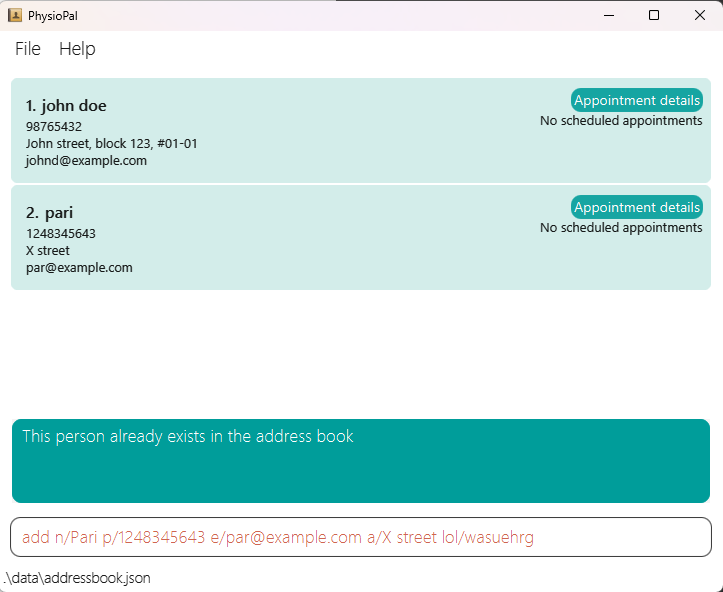 PhysioPal
File Help
1. john doe
98765432
John street, block 123, #01-01
johnd@example.com
Appointment details
No scheduled appointments
2. pari
1248345643
X street
par@example.com
Appointment details
No scheduled appointments
This person already exists in the address book
add n/Pari p/1248345643 e/par@example.com a/X street lol/wasuehrg
.\data\addressbook.json